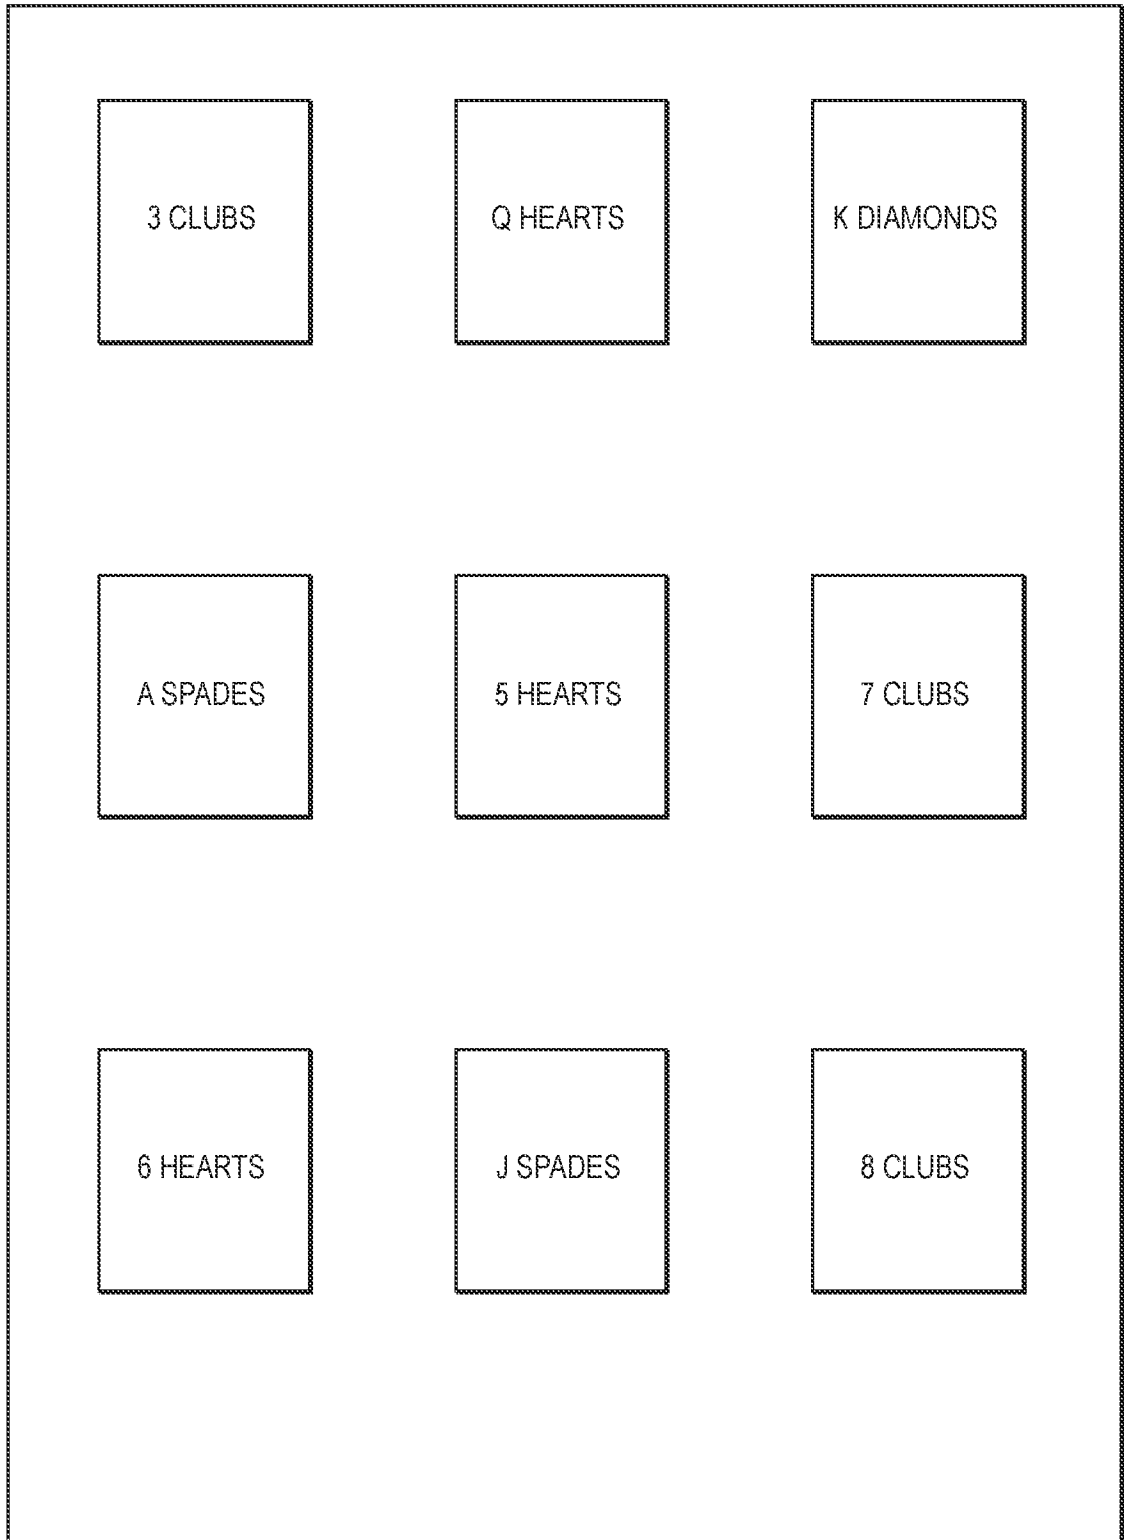 3 CLUBS
Q HEARTS
K DIAMONDS
A SPADES
5 HEARTS
7 CLUBS
6 HEARTS
J SPADES
8 CLUBS